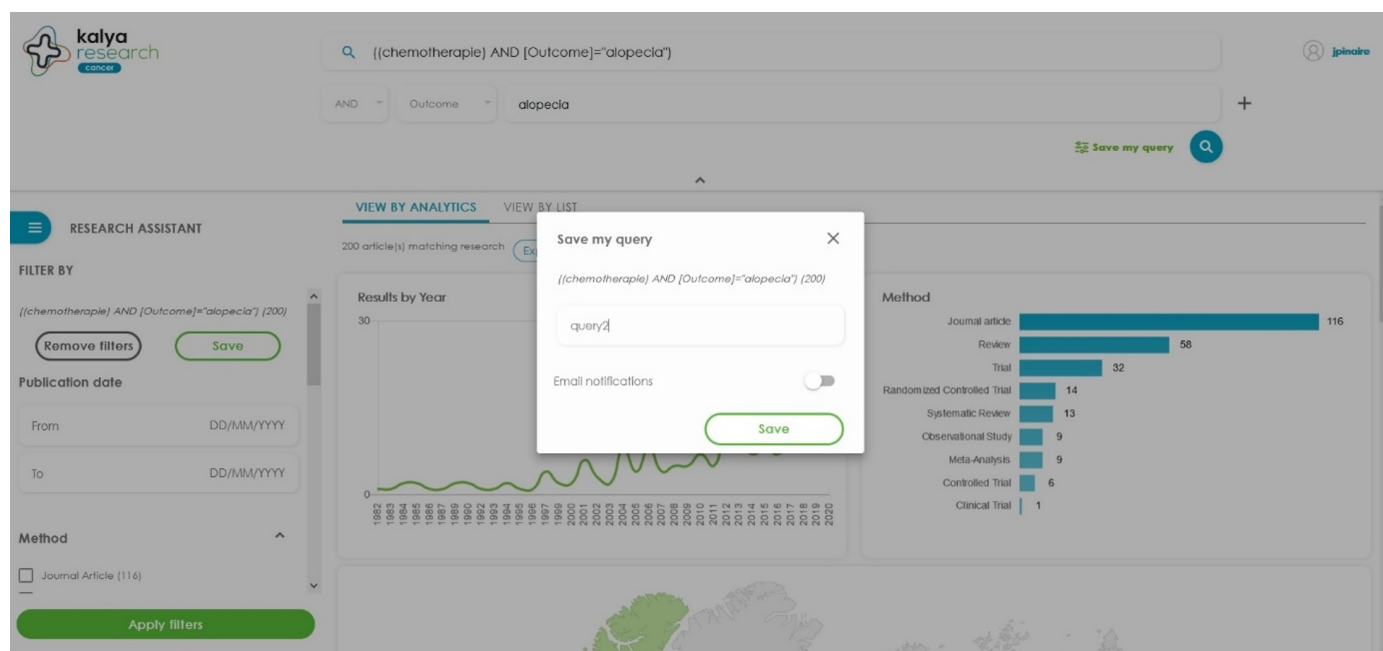 kalya
research
cancer
((chemotherapie) AND [Outcome]="alopecia")
jpinaire
AND Outcome alopecia +
Save my query
RESEARCH ASSISTANT
FILTER BY
((chemotherapie) AND [Outcome]="alopecia") (200)
Remove filters Save
Publication date
From DD/MM/YYYY
To DD/MM/YYYY
Method
Journal Article (116)
Apply filters
VIEW BY ANALYTICS VIEW BY LIST
200 article(s) matching research
Results by Year
30
0
1982 1983 1984 1985 1986 1987 1989 1990 1992 1993 1994 1995 1996 1997 1999 2000 2001 2002 2003 2004 2005 2006 2007 2008 2009 2010 2011 2012 2013 2014 2015 2016 2017 2018 2019 2020
Save my query
((chemotherapie) AND [Outcome]="alopecia") (200)
query2
Email notifications
Save
Method
Journal article 116
Review 58
Trial 32
Randomized Controlled Trial 14
Systematic Review 13
Observational Study 9
Meta-Analysis 9
Controlled Trial 6
Clinical Trial 1